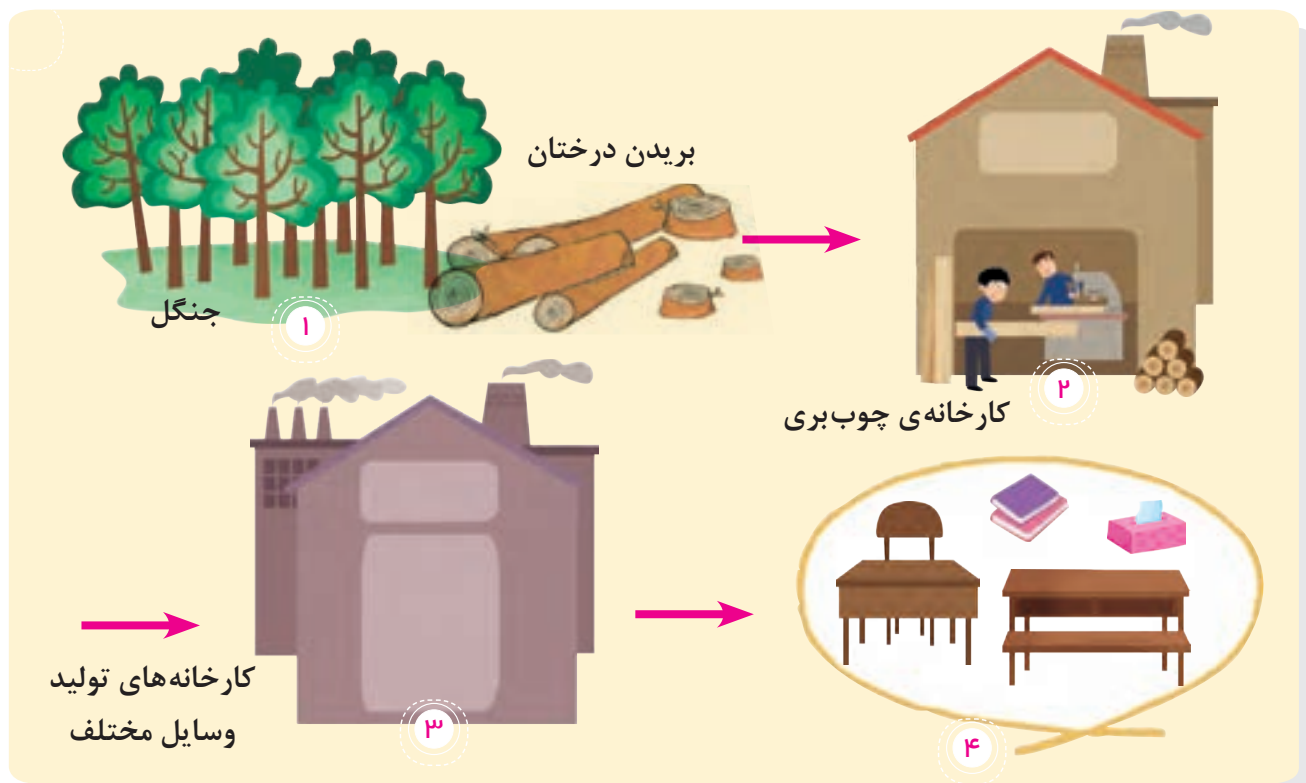 بریدن درختان
جنگل
۱
کارخانه‌ی چوب‌بری
۲
کارخانه‌های تولید
وسایل مختلف
۳
۴